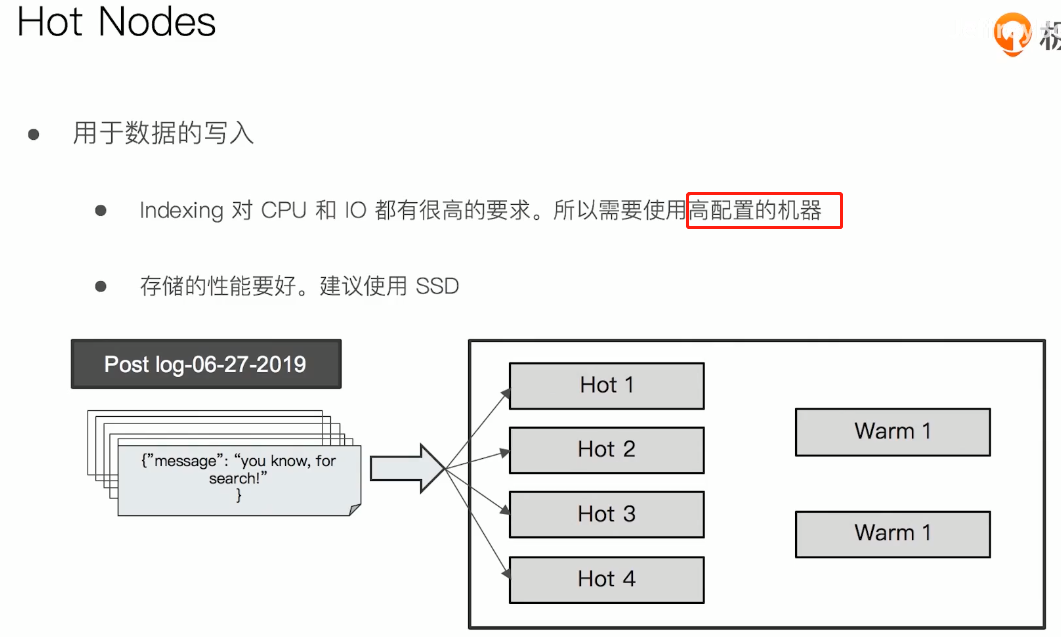 Hot Nodes
用于数据的写入
Indexing 对 CPU 和 IO 都有很高的要求。所以需要使用高配置的机器
存储的性能要好。建议使用 SSD
Post log-06-27-2019
{”message”: “you know, for
search!”
}
Hot 1
Hot 2
Hot 3
Hot 4
Warm 1
Warm 1